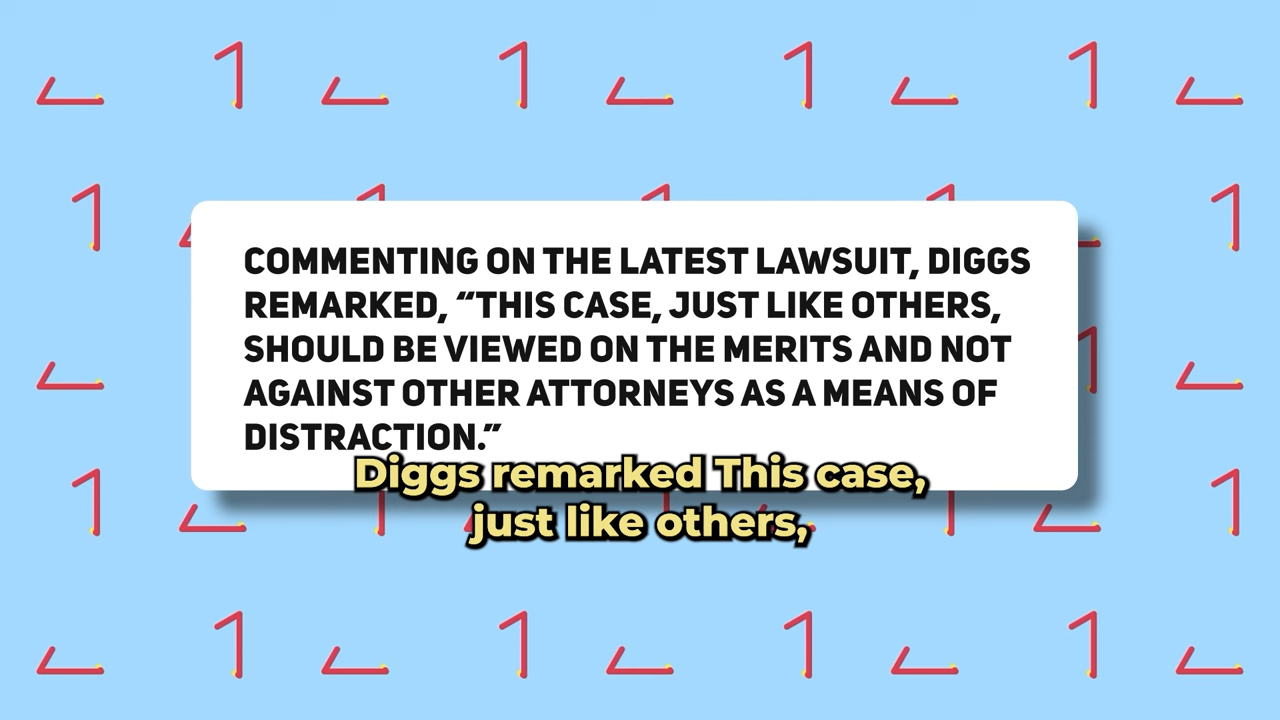 COMMENTING ON THE LATEST LAWSUIT, DIGGS
REMARKED, “THIS CASE, JUST LIKE OTHERS,
SHOULD BE VIEWED ON THE MERITS AND NOT
AGAINST OTHER ATTORNEYS AS A MEANS OF
DISTRACTION.”
Diggs remarked This case,
just like others,